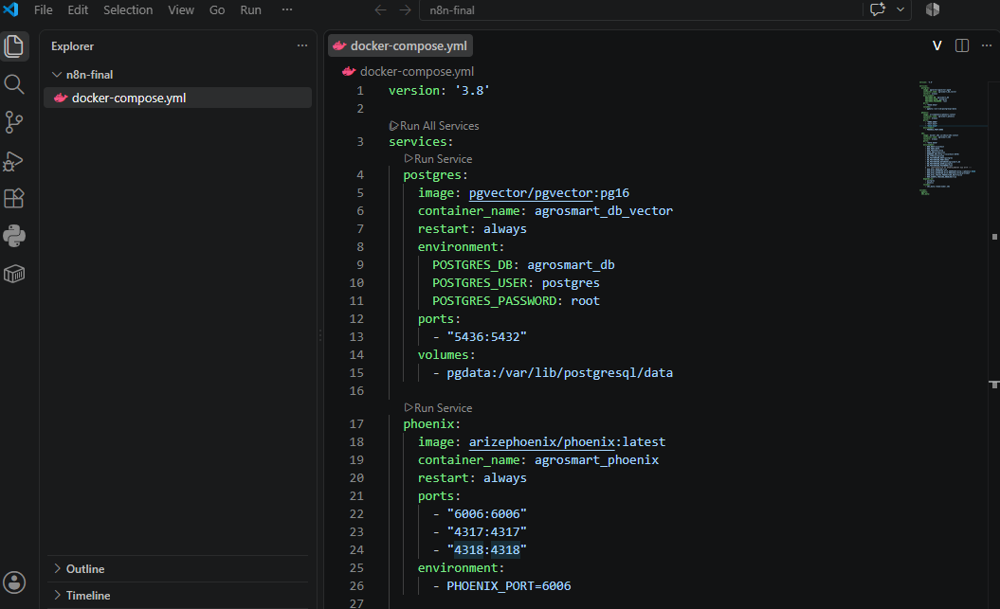 File Edit Selection View Go Run ··· n8n-final
Explorer ···
n8n-final
docker-compose.yml
Outline
Timeline
docker-compose.yml
docker-compose.yml
1 version: '3.8'
2
Run All Services
3 services:
Run Service
4 postgres:
5 image: pgvector/pgvector:pg16
6 container_name: agrosmart_db_vector
7 restart: always
8 environment:
9 POSTGRES_DB: agrosmart_db
10 POSTGRES_USER: postgres
11 POSTGRES_PASSWORD: root
12 ports:
13 - "5436:5432"
14 volumes:
15 - pgdata:/var/lib/postgresql/data
16
Run Service
17 phoenix:
18 image: arizephoenix/phoenix:latest
19 container_name: agrosmart_phoenix
20 restart: always
21 ports:
22 - "6006:6006"
23 - "4317:4317"
24 - "4318:4318"
25 environment:
26 - PHOENIX_PORT=6006
27
V ···